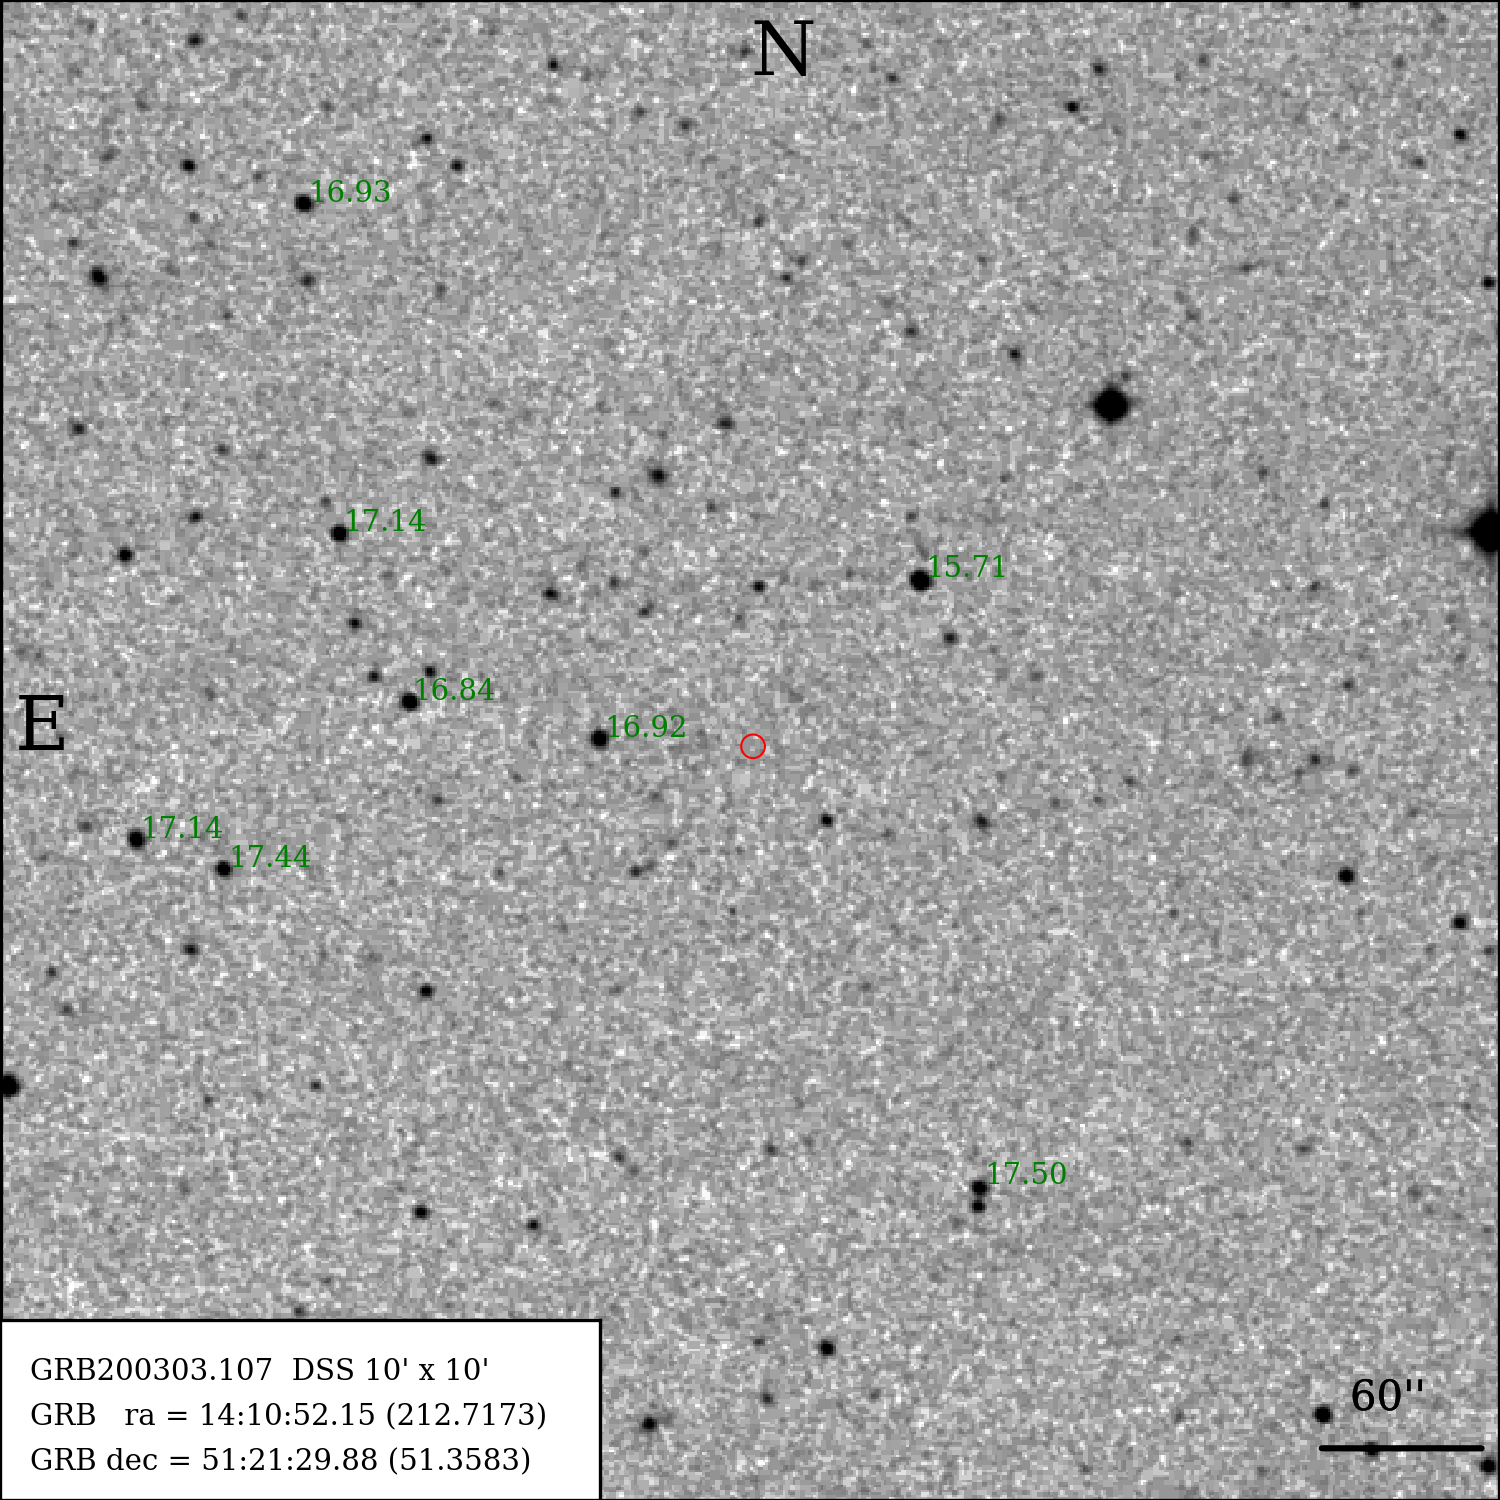 N
16.93
17.14
15.71
16.84
E
16.92
17.14
17.44
17.50
GRB200303.107 DSS 10' x 10'
GRB ra = 14:10:52.15 (212.7173)
GRB dec = 51:21:29.88 (51.3583)
60''